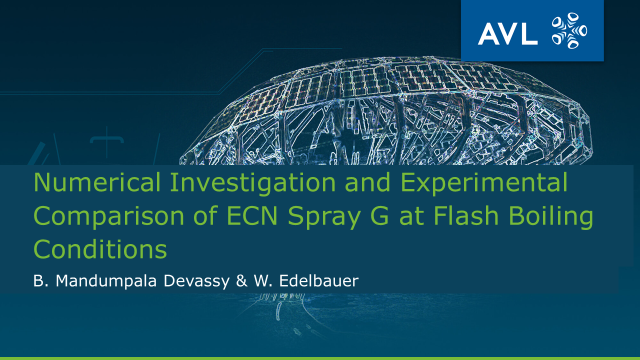 AVL
Numerical Investigation and Experimental
Comparison of ECN Spray G at Flash Boiling
Conditions
B. Mandumpala Devassy & W. Edelbauer